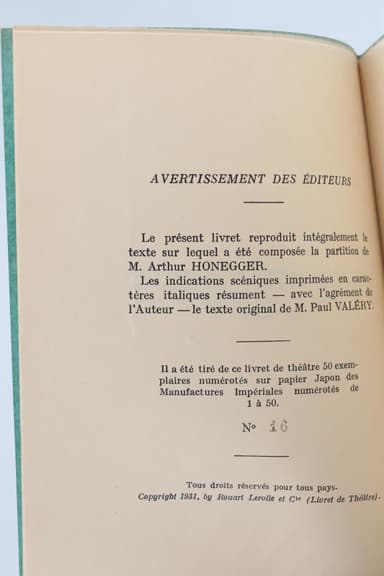 AVERTISSEMENT DES ÉDITEURS
Le présent livret reproduit intégralement le
texte sur lequel a été composée la partition de
M. Arthur HONEGGER.
Les indications scéniques imprimées en carac-
tères italiques résument — avec l'agrément de
l'Auteur — le texte original de M. Paul VALÉRY.
Il a été tiré de ce livret de théâtre 50 exem-
plaires numérotés sur papier Japon des
Manufactures Impériales numérotés de
1 à 50.
Nº 16
Tous droits réservés pour tous pays.
Copyright 1931, by Rouart Lerolle et Cie (Livret de Théâtre).